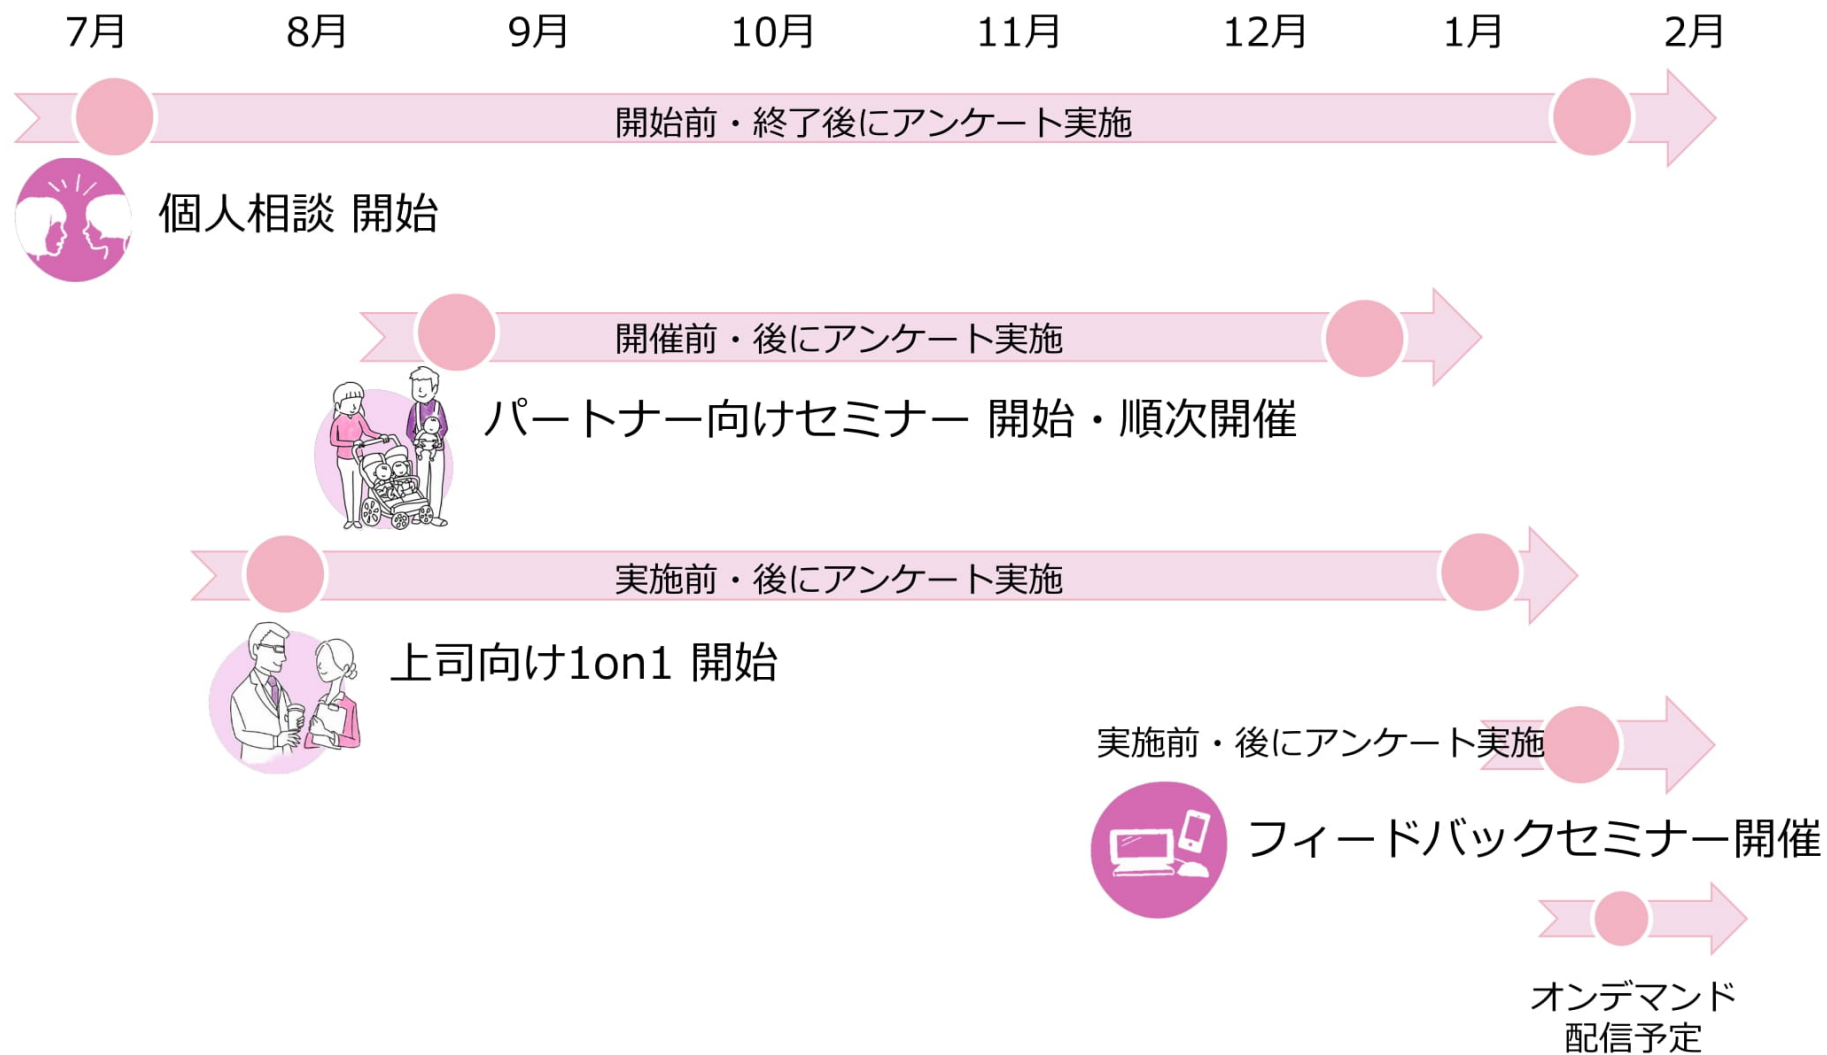 7月 8月 9月 10月 11月 12月 1月 2月
開始前・終了後にアンケート実施
個人相談 開始
開催前・後にアンケート実施
パートナー向けセミナー 開始・順次開催
実施前・後にアンケート実施
上司向け1on1 開始
実施前・後にアンケート実施
フィードバックセミナー開催
オンデマンド
配信予定